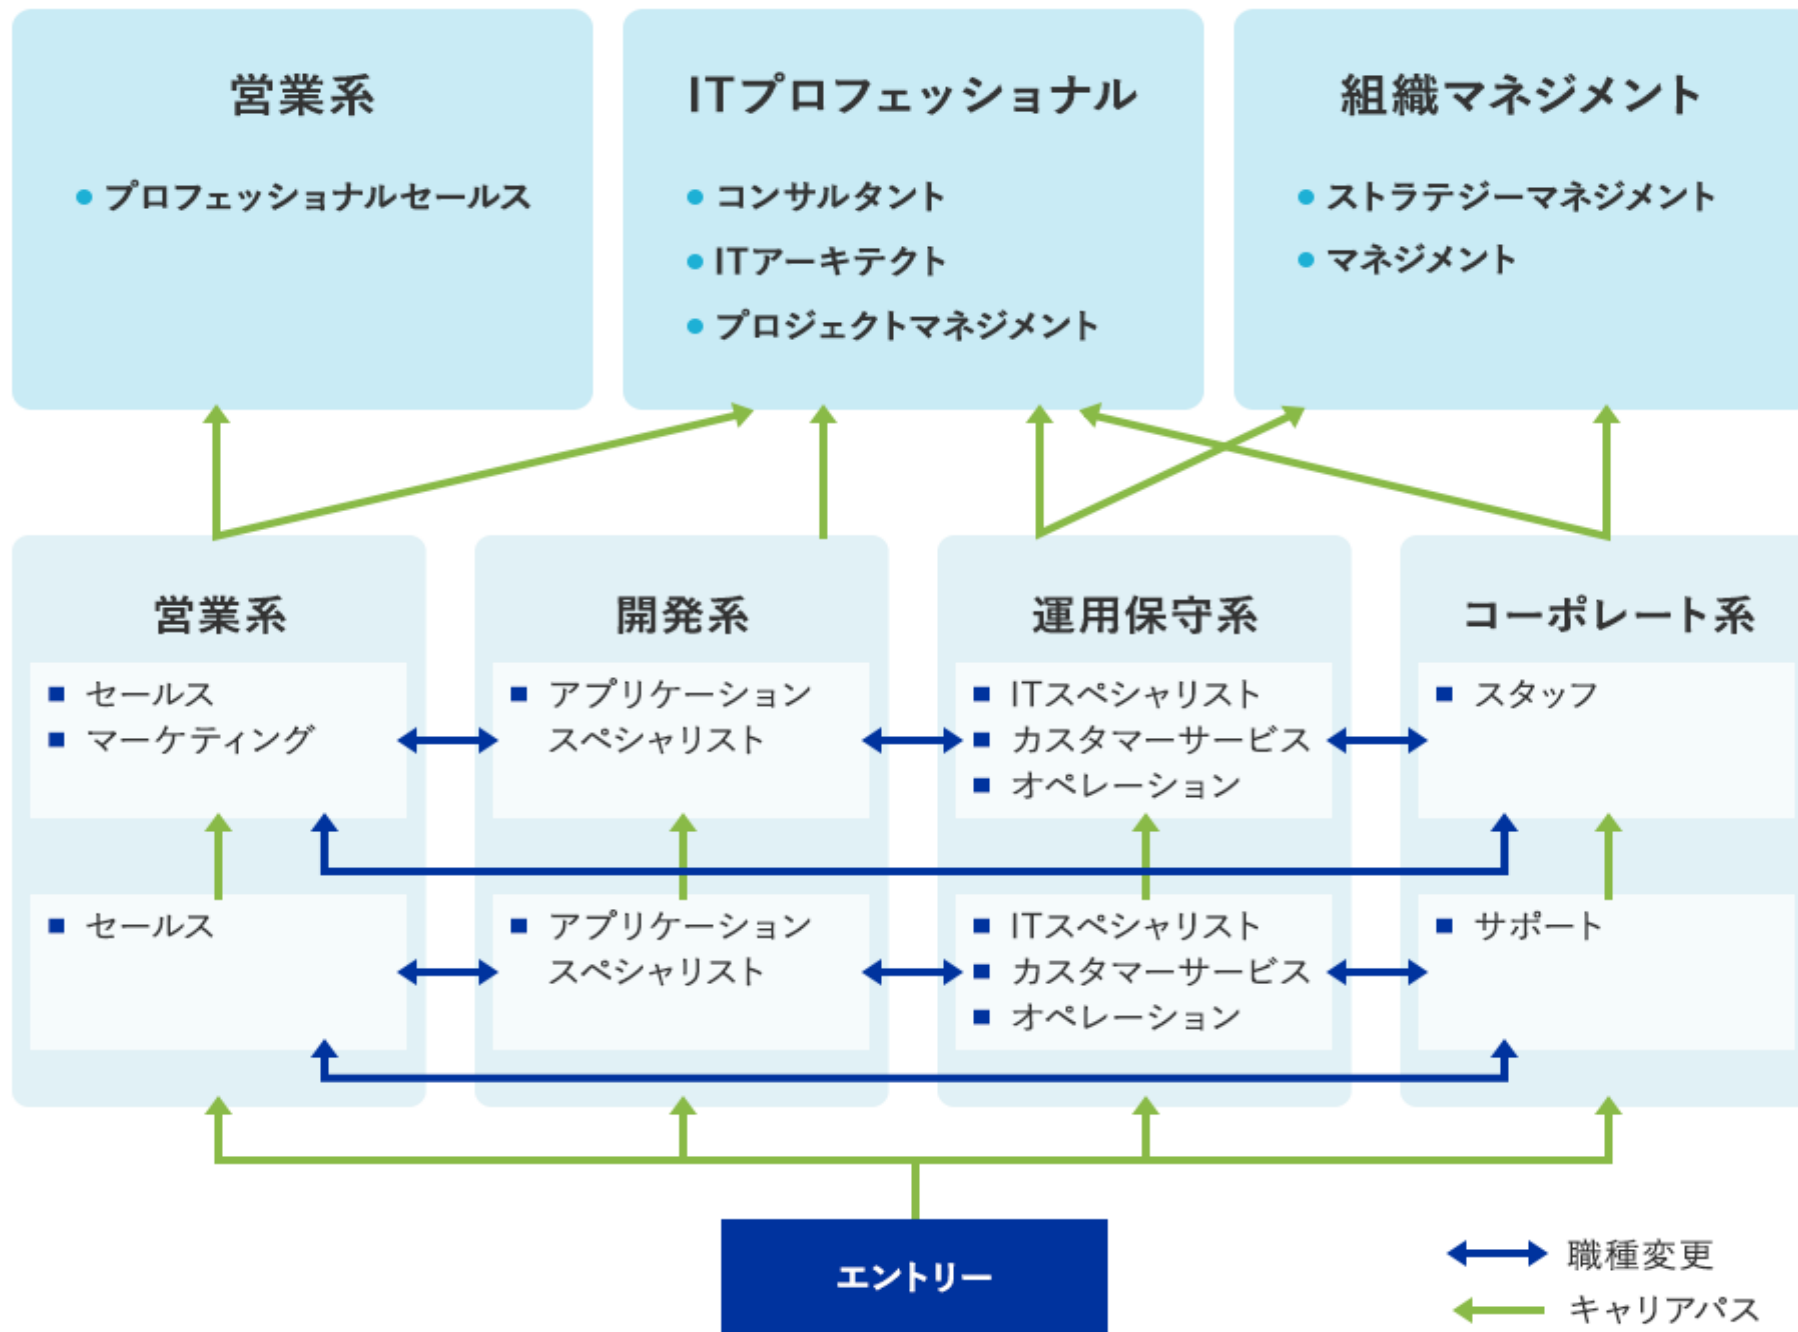 営業系
プロフェッショナルセールス
ITプロフェッショナル
コンサルタント
ITアーキテクト
プロジェクトマネジメント
組織マネジメント
ストラテジーマネジメント
マネジメント
営業系
セールス
マーケティング
セールス
開発系
アプリケーション
スペシャリスト
アプリケーション
スペシャリスト
運用保守系
ITスペシャリスト
カスタマーサービス
オペレーション
ITスペシャリスト
カスタマーサービス
オペレーション
コーポレート系
スタッフ
サポート
エントリー
職種変更
キャリアパス